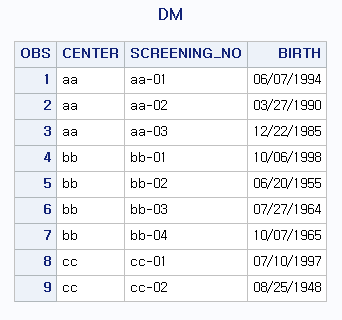 DM
OBS CENTER SCREENING_NO BIRTH
1 aa aa-01 06/07/1994
2 aa aa-02 03/27/1990
3 aa aa-03 12/22/1985
4 bb bb-01 10/06/1998
5 bb bb-02 06/20/1955
6 bb bb-03 07/27/1964
7 bb bb-04 10/07/1965
8 cc cc-01 07/10/1997
9 cc cc-02 08/25/1948